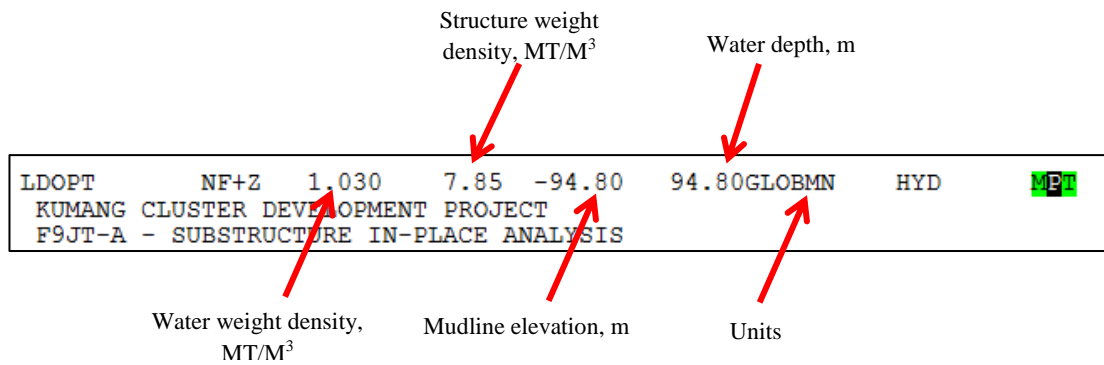 Structure weight
density, MT/M³
Water depth, m
LDOPT NF+Z 1.030 7.85 -94.80 94.80GLOBMN HYD MPT
KUMANG CLUSTER DEVELOPMENT PROJECT
F9JT-A - SUBSTRUCTURE IN-PLACE ANALYSIS
Water weight density,
MT/M³
Mudline elevation, m
Units